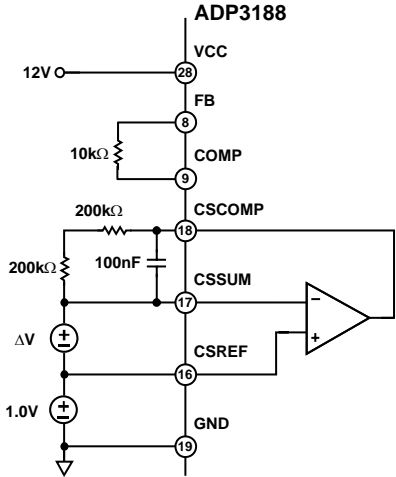 ADP3188
VCC
12V
28
FB
8
10kΩ
COMP
9
200kΩ
CSCOMP
18
200kΩ
100nF
CSSUM
17
–
ΔV
+
CSREF
16
1.0V
GND
19